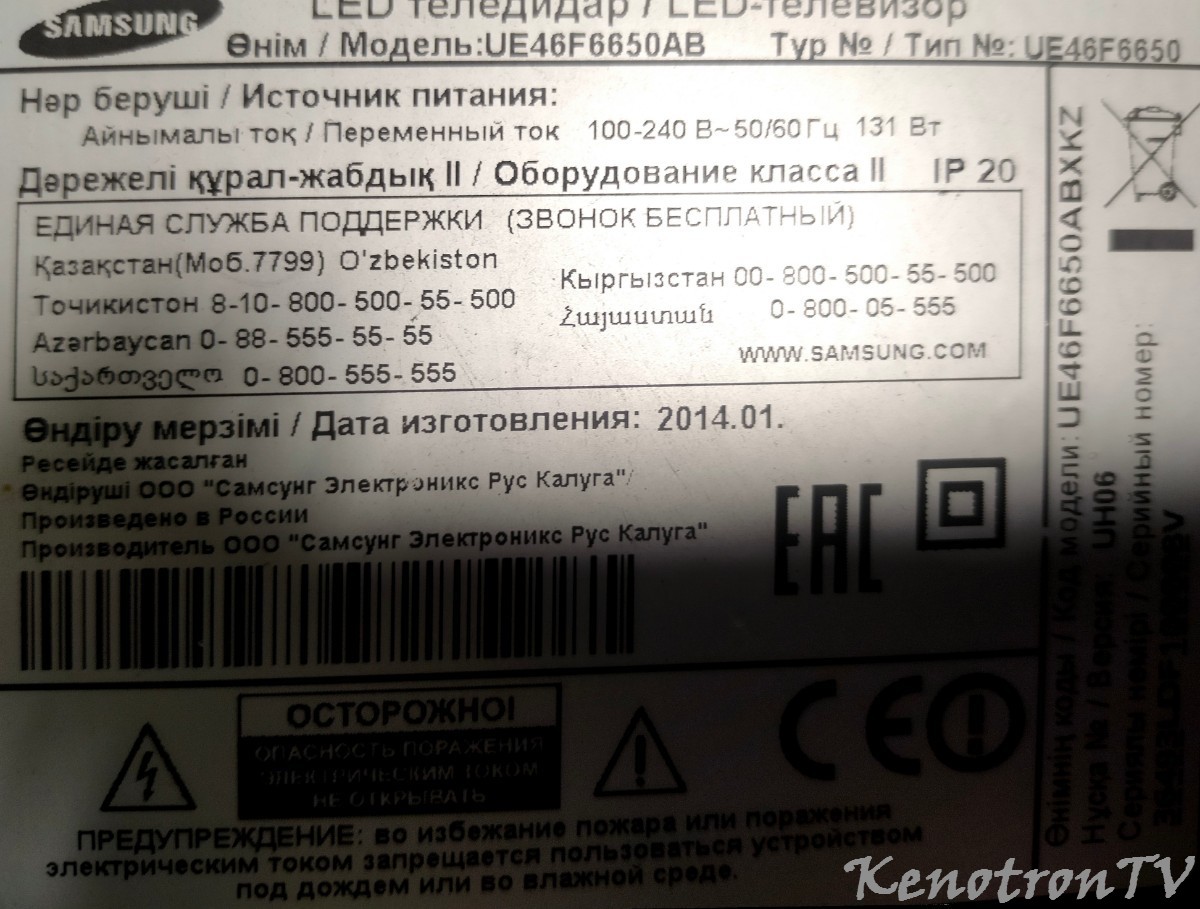 SAMSUNG
LED теледидар / LED-телевизор
Өнім / Модель:UE46F6650AB Тур № / Тип №: UE46F6650
Нәр беруші / Источник питания:
Айнымалы тоқ / Переменный ток 100-240 В~50/60Гц 131 Вт
Дәрежелі құрал-жабдық II / Оборудование класса II IP 20
ЕДИНАЯ СЛУЖБА ПОДДЕРЖКИ (ЗВОНОК БЕСПЛАТНЫЙ)
Қазақстан(Моб.7799) O'zbekiston
Точикистон 8-10-800-500-55-500
Кыргызстан 00-800-500-55-500
Azərbaycan 0-88-555-55-55
Հայաստան 0-800-05-555
საქართველო 0-800-555-555
WWW.SAMSUNG.COM
Өндіру мерзімі / Дата изготовления: 2014.01.
Ресейде жасалған
Өндіруші ООО "Самсунг Электроникс Рус Калуга"/
Произведено в России
Производитель ООО "Самсунг Электроникс Рус Калуга"
EAC
ОСТОРОЖНО!
ОПАСНОСТЬ ПОРАЖЕНИЯ
ЭЛЕКТРИЧЕСКИМ ТОКОМ
НЕ ОТКРЫВАТЬ
CE
ПРЕДУПРЕЖДЕНИЕ: во избежание пожара или поражения
электрическим током запрещается пользоваться устройством
под дождем или во влажной среде.
Өнімнің коды / Код модели: UE46F6650ABXKZ
Нұсқа № / Версия: UH06
Сериялы нөмірі / Серийный номер:
KenotronTV